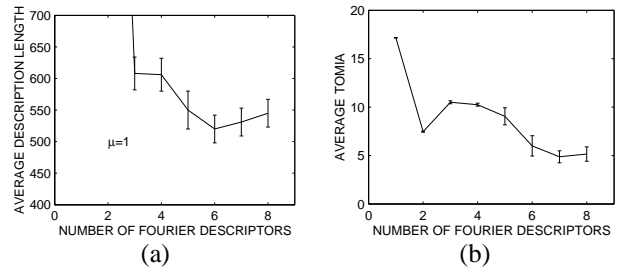 AVERAGE DESCRIPTION LENGTH
700
650
600
550
500
450
400
μ=1
0 2 4 6 8
NUMBER OF FOURIER DESCRIPTORS
(a)
AVERAGE TOMIA
20
15
10
5
0
0 2 4 6 8
NUMBER OF FOURIER DESCRIPTORS
(b)